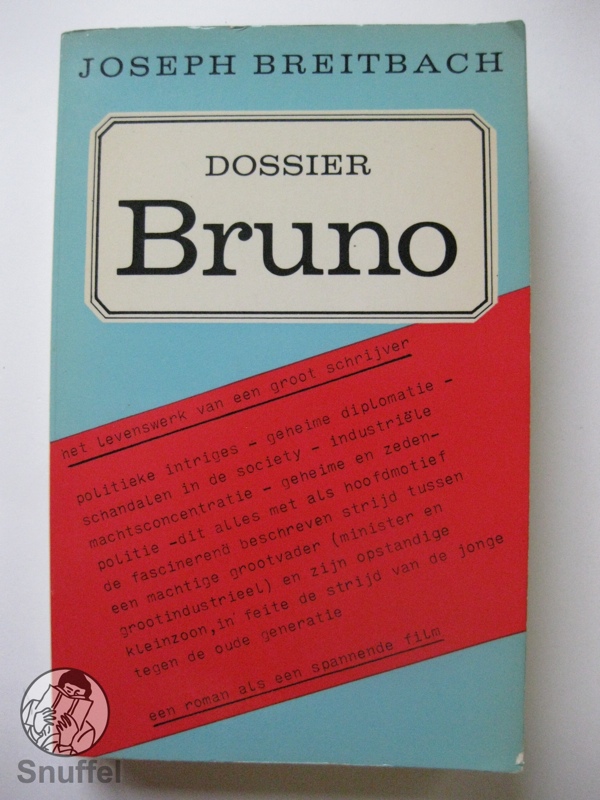 JOSEPH BREITBACH
DOSSIER
Bruno
het levenswerk van een groot schrijver
politieke intriges - geheime diplomatie -
schandalen in de society - industriële
machtsconcentratie - geheime en zeden-
politie -dit alles met als hoofdmotief
de fascinerend beschreven strijd tussen
een machtige grootvader (minister en
grootindustrieel) en zijn opstandige
kleinzoon,in feite de strijd van de jonge
tegen de oude generatie
een roman als een spannende film
Snuffel